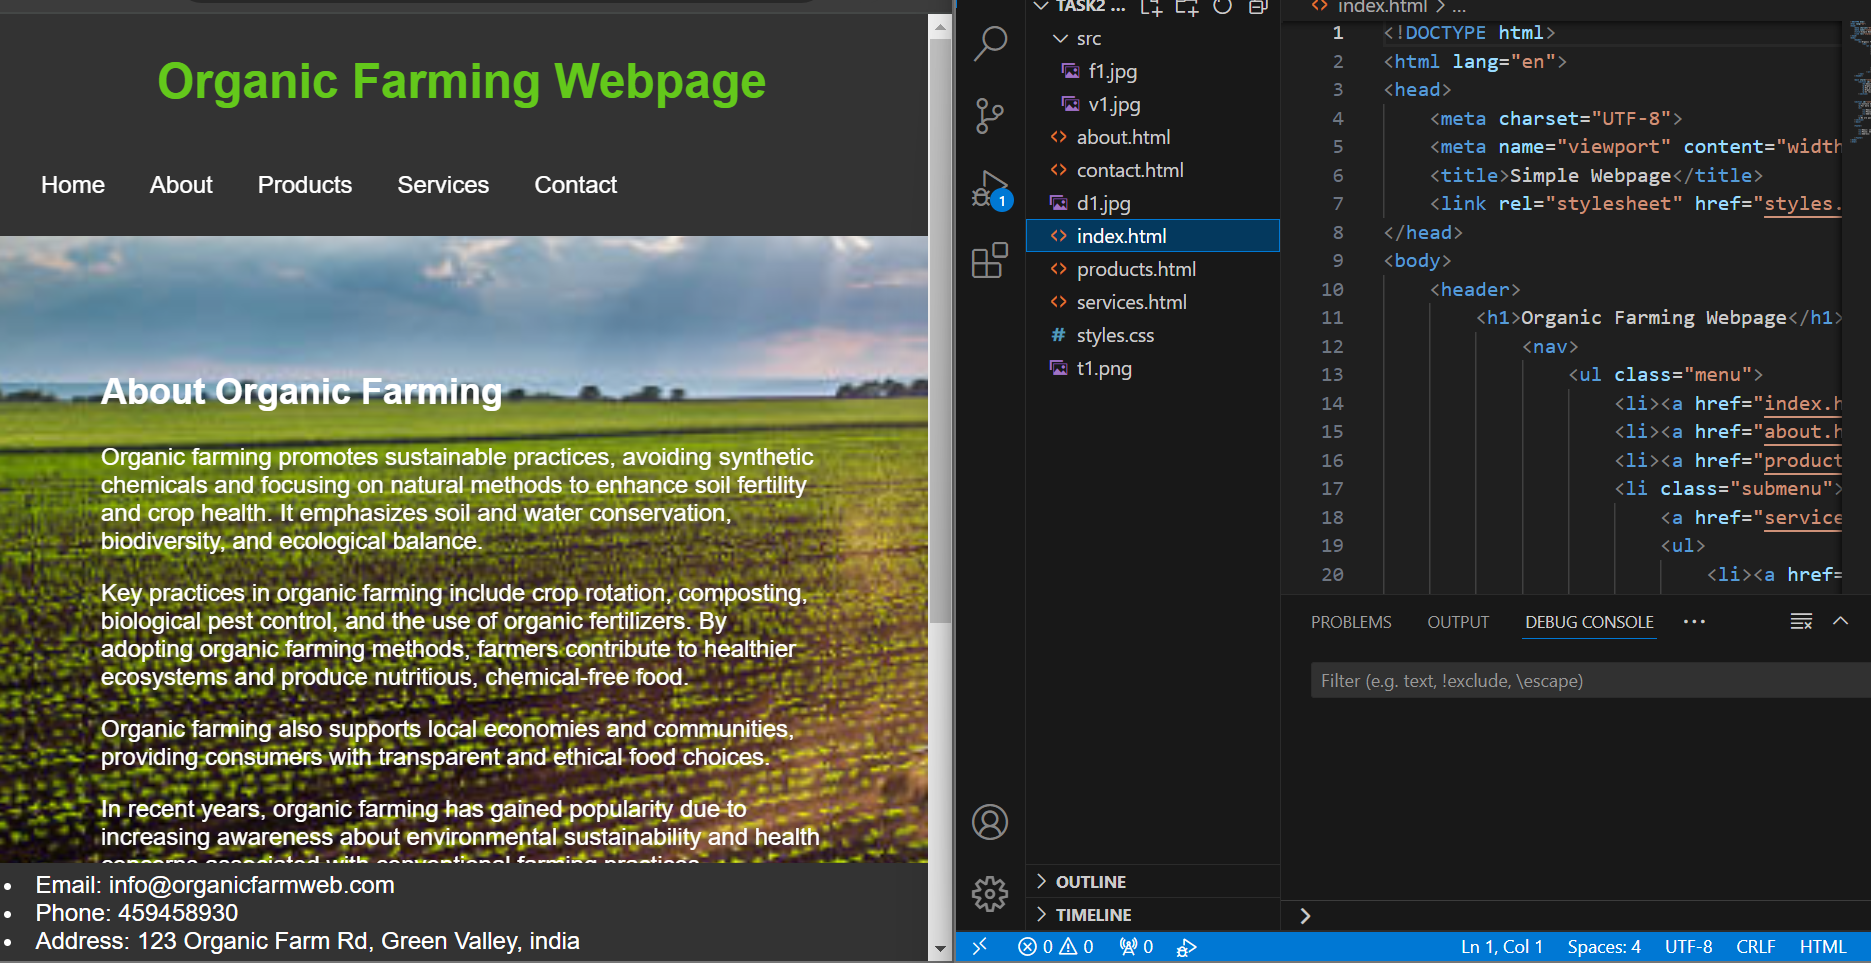 Organic Farming Webpage
Home About Products Services Contact
About Organic Farming
Organic farming promotes sustainable practices, avoiding synthetic
chemicals and focusing on natural methods to enhance soil fertility
and crop health. It emphasizes soil and water conservation,
biodiversity, and ecological balance.
Key practices in organic farming include crop rotation, composting,
biological pest control, and the use of organic fertilizers. By
adopting organic farming methods, farmers contribute to healthier
ecosystems and produce nutritious, chemical-free food.
Organic farming also supports local economies and communities,
providing consumers with transparent and ethical food choices.
In recent years, organic farming has gained popularity due to
increasing awareness about environmental sustainability and health
concerns associated with conventional farming practices.
• Email: info@organicfarmweb.com
• Phone: 459458930
• Address: 123 Organic Farm Rd, Green Valley, india
TASK2 ...
src
f1.jpg
v1.jpg
about.html
contact.html
d1.jpg
index.html
products.html
services.html
# styles.css
t1.png
OUTLINE
TIMELINE
1
index.html > ...
1 <!DOCTYPE html>
2 <html lang="en">
3 <head>
4 <meta charset="UTF-8">
5 <meta name="viewport" content="width
6 <title>Simple Webpage</title>
7 <link rel="stylesheet" href="styles.
8 </head>
9 <body>
10 <header>
11 <h1>Organic Farming Webpage</h1>
12 <nav>
13 <ul class="menu">
14 <li><a href="index.h
15 <li><a href="about.h
16 <li><a href="product
17 <li class="submenu">
18 <a href="service
19 <ul>
20 <li><a href=
PROBLEMS OUTPUT DEBUG CONSOLE ...
Filter (e.g. text, !exclude, \escape)
>
0 0 0 Ln 1, Col 1 Spaces: 4 UTF-8 CRLF HTML